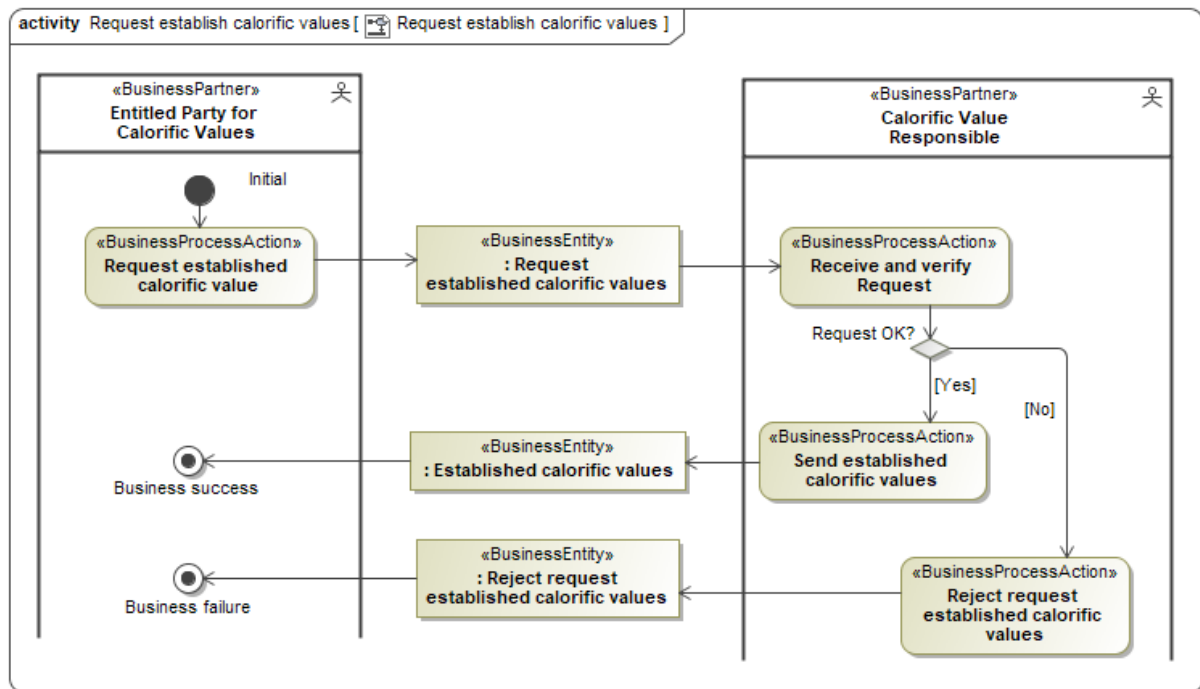 activity Request establish calorific values [ Request establish calorific values ]
«BusinessPartner»
Entitled Party for
Calorific Values
«BusinessPartner»
Calorific Value
Responsible
Initial
«BusinessProcessAction»
Request established
calorific value
«BusinessEntity»
: Request
established calorific values
«BusinessProcessAction»
Receive and verify
Request
Request OK?
[Yes]
[No]
«BusinessProcessAction»
Send established
calorific values
«BusinessEntity»
: Established calorific values
Business success
«BusinessEntity»
: Reject request
established calorific values
Business failure
«BusinessProcessAction»
Reject request
established calorific
values